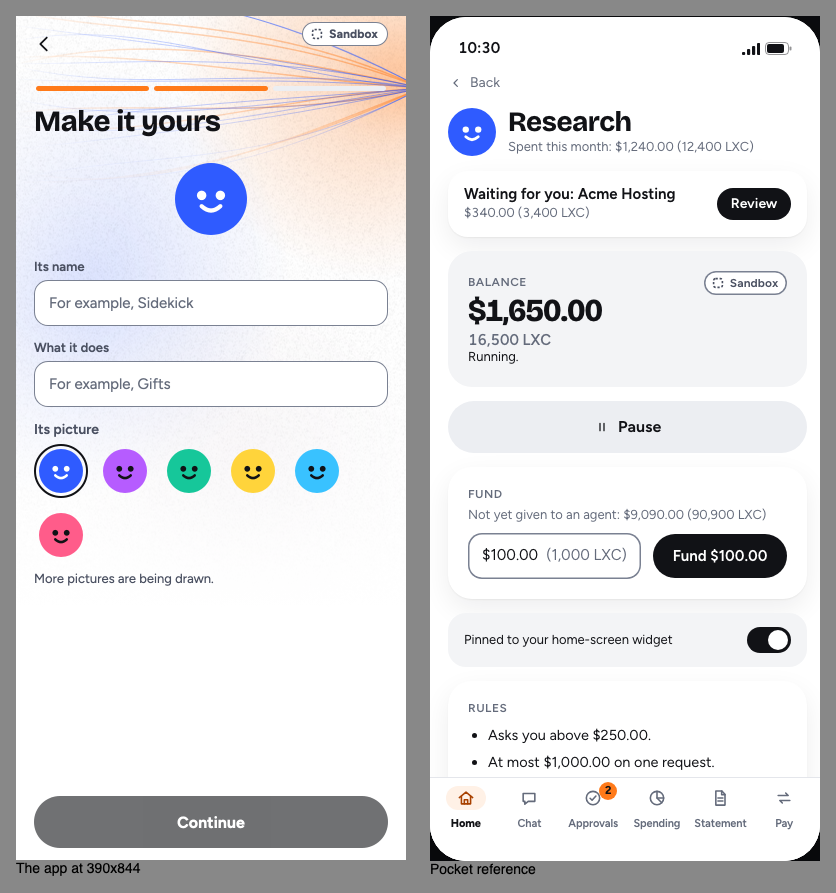 Sandbox
Make it yours
Its name
For example, Sidekick
What it does
For example, Gifts
Its picture
More pictures are being drawn.
Continue
The app at 390x844
10:30
Back
Research
Spent this month: $1,240.00 (12,400 LXC)
Waiting for you: Acme Hosting
$340.00 (3,400 LXC)
Review
BALANCE
Sandbox
$1,650.00
16,500 LXC
Running.
Pause
FUND
Not yet given to an agent: $9,090.00 (90,900 LXC)
$100.00 (1,000 LXC)
Fund $100.00
Pinned to your home-screen widget
RULES
• Asks you above $250.00.
• At most $1,000.00 on one request.
2
Home Chat Approvals Spending Statement Pay
Pocket reference